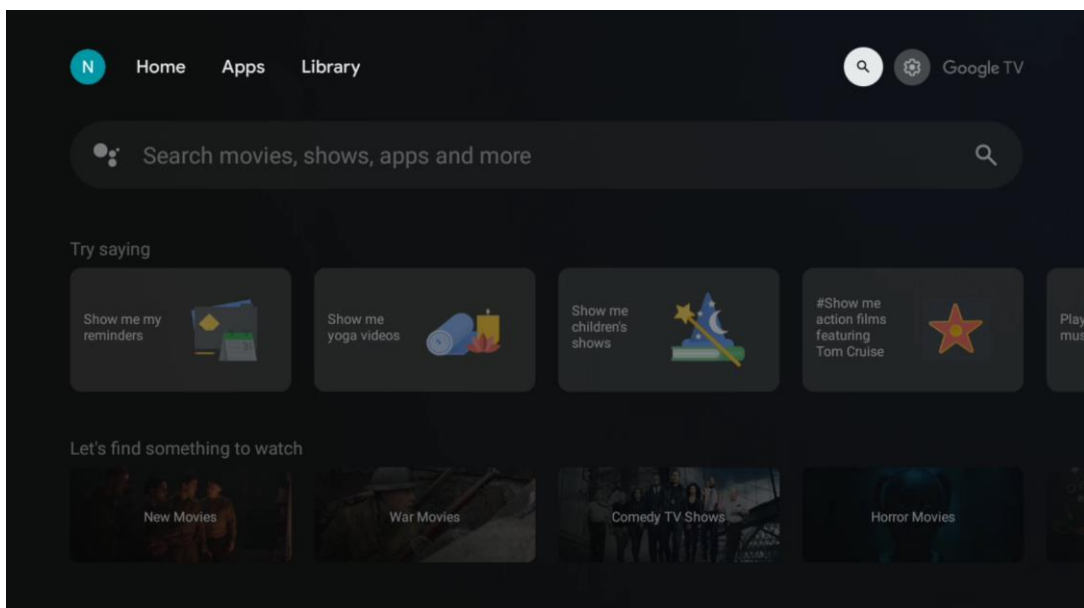 N Home Apps Library Google TV
Search movies, shows, apps and more
Try saying
Show me my
reminders
Show me
yoga videos
Show me
children's
shows
#Show me
action films
featuring
Tom Cruise
Play
Let's find something to watch
New Movies
War Movies
Comedy TV Shows
Horror Movies